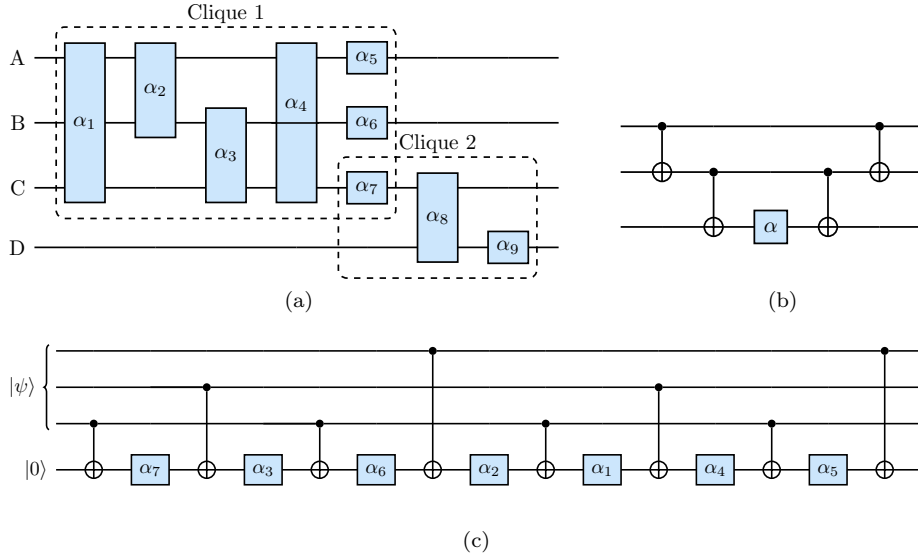 Clique 1
A
α₁
α₂
α₃
α₄
α₅
B
α₆
Clique 2
C
α₇
α₈
D
α₉
(a)
α
(b)
|ψ⟩
|0⟩ α₇ α₃ α₆ α₂ α₁ α₄ α₅
(c)